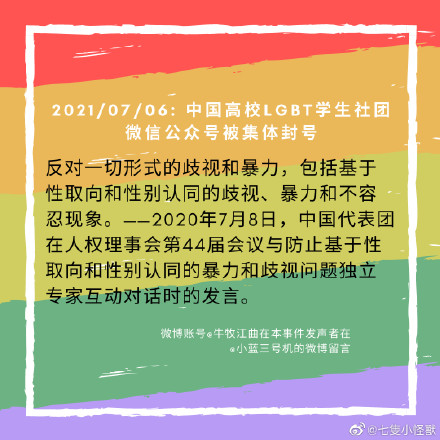 2021/07/06: 中国高校LGBT学生社团
微信公众号被集体封号
反对一切形式的歧视和暴力，包括基于
性取向和性别认同的歧视、暴力和不容
忍现象。——2020年7月8日，中国代表团
在人权理事会第44届会议与防止基于性
取向和性别认同的暴力和歧视问题独立
专家互动对话时的发言。
微博账号@牛牧江曲在本事件发声者在
@小蓝三号机的微博留言
@七隻小怪獸